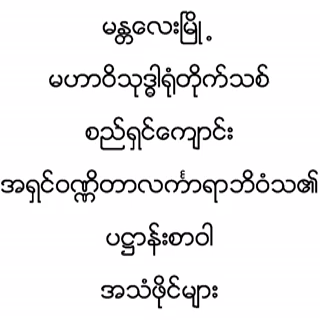 မန္တလေးမြို့
မဟာဝိသုဒ္ဓါရုံတိုက်သစ်
စည်ရှင်ကျောင်း
အရှင်ဝဏ္ဏိတာလင်္ကာရာဘိဝံသ၏
ပဋ္ဌာန်းစာဝါ
အသံဖိုင်များ